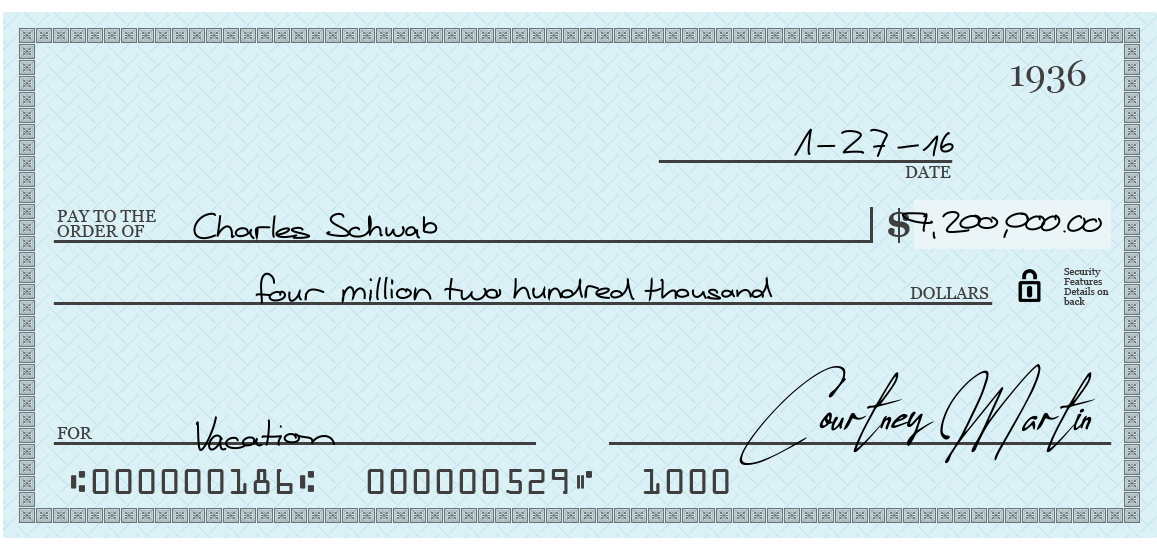 1936
1-27-16
DATE
PAY TO THE
ORDER OF Charles Schwab $4,200,000.00
four million two hundred thousand DOLLARS
Security
Features
Details on
back
FOR Vacation Courtney Martin
⑆000000186⑆ 000000529⑈ 1000